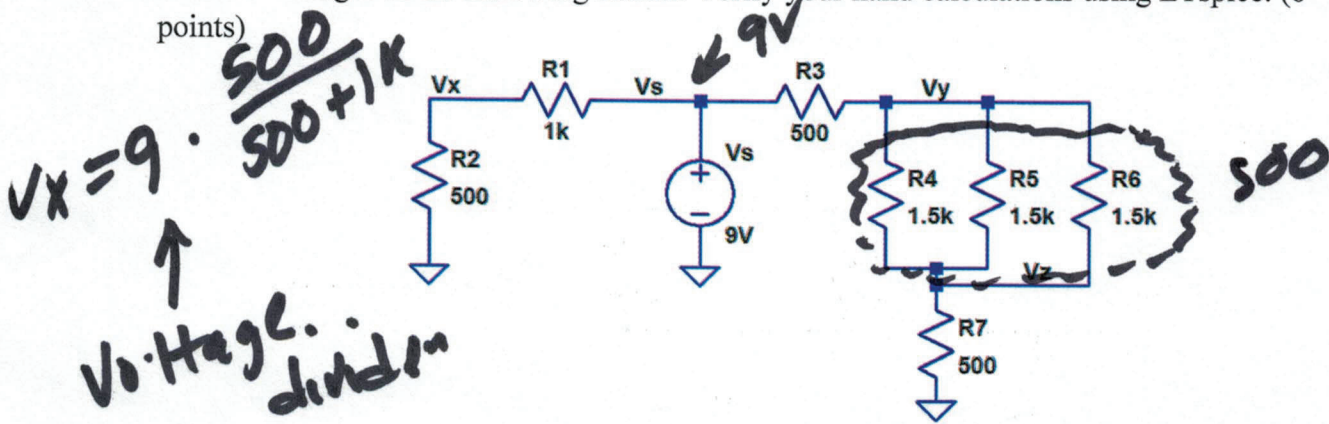 points)
9V
Vx = 9 · 500 / 500+1K
Voltage
divider
Vx
R1
1k
Vs
R3
500
Vy
R2
500
Vs
9V
R4
1.5k
R5
1.5k
R6
1.5k
500
Vz
R7
500